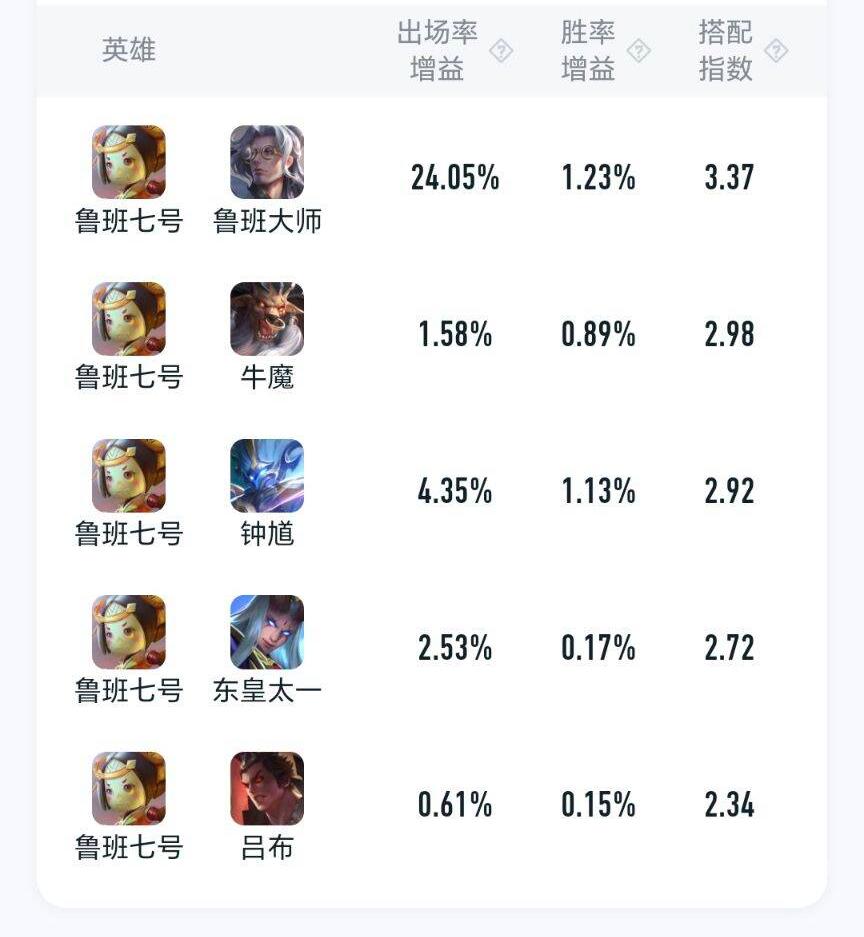 英雄
出场率
增益
胜率
增益
搭配
指数
鲁班七号 鲁班大师 24.05% 1.23% 3.37
鲁班七号 牛魔 1.58% 0.89% 2.98
鲁班七号 钟馗 4.35% 1.13% 2.92
鲁班七号 东皇太一 2.53% 0.17% 2.72
鲁班七号 吕布 0.61% 0.15% 2.34